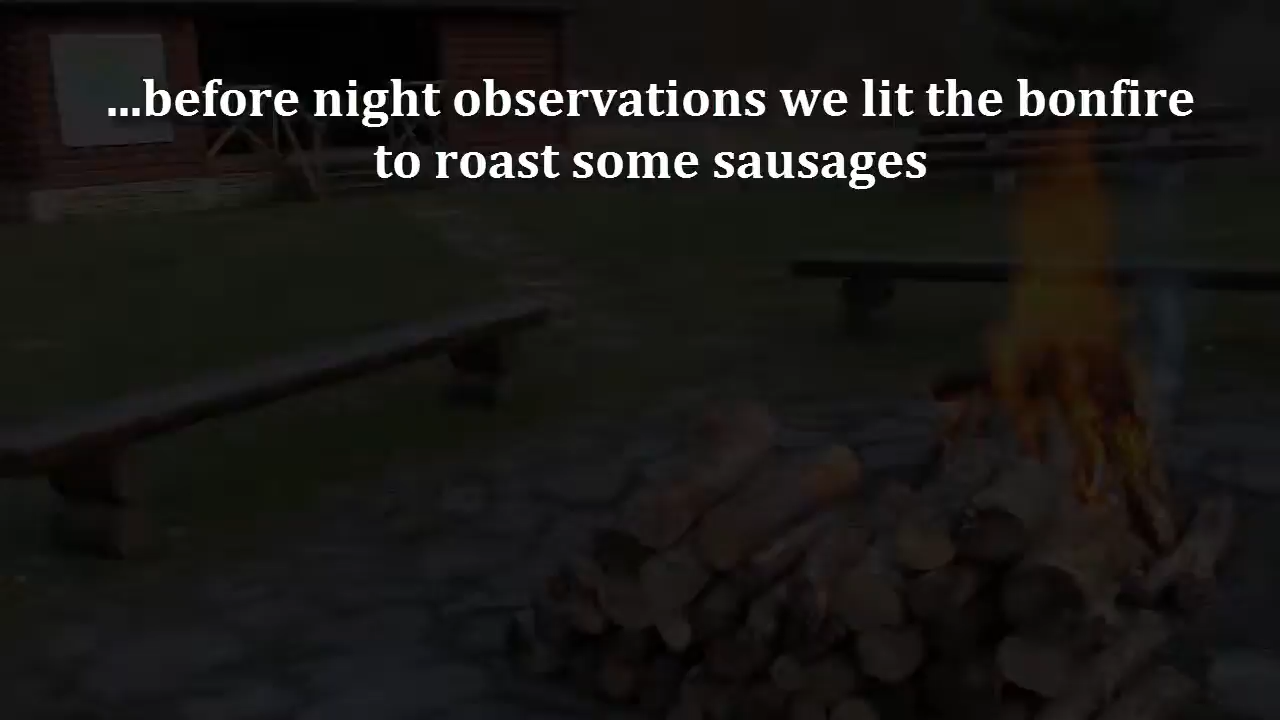 ...before night observations we lit the bonfire
to roast some sausages